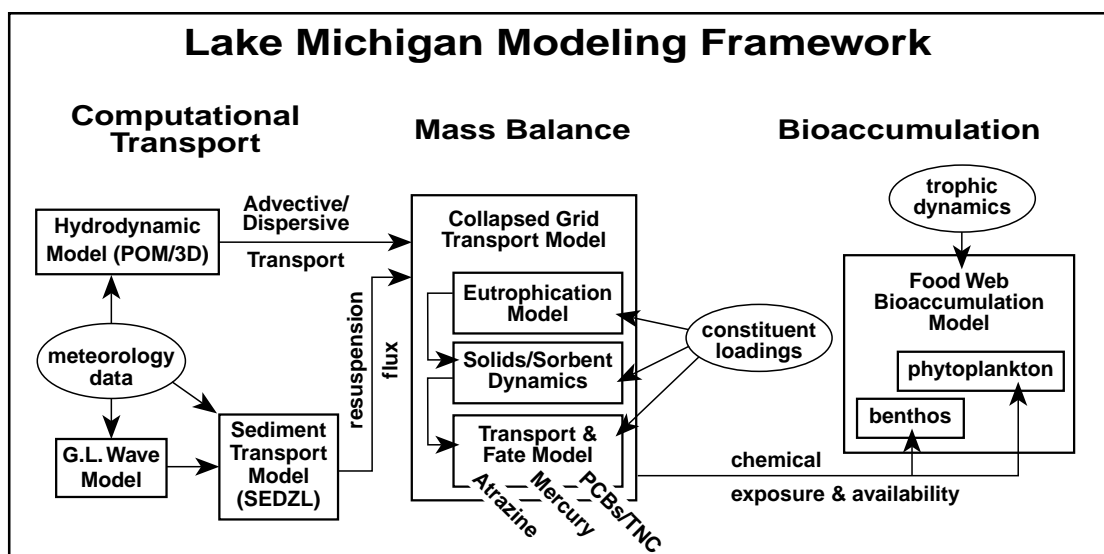 Lake Michigan Modeling Framework
Computational
Transport
Mass Balance
Bioaccumulation
Hydrodynamic
Model (POM/3D)
Advective/
Dispersive
Transport
meteorology
data
G.L. Wave
Model
Sediment
Transport
Model
(SEDZL)
resuspension
flux
Collapsed Grid
Transport Model
Eutrophication
Model
Solids/Sorbent
Dynamics
Transport &
Fate Model
Atrazine
Mercury
PCBs/TNC
constituent
loadings
trophic
dynamics
Food Web
Bioaccumulation
Model
phytoplankton
benthos
chemical
exposure & availability